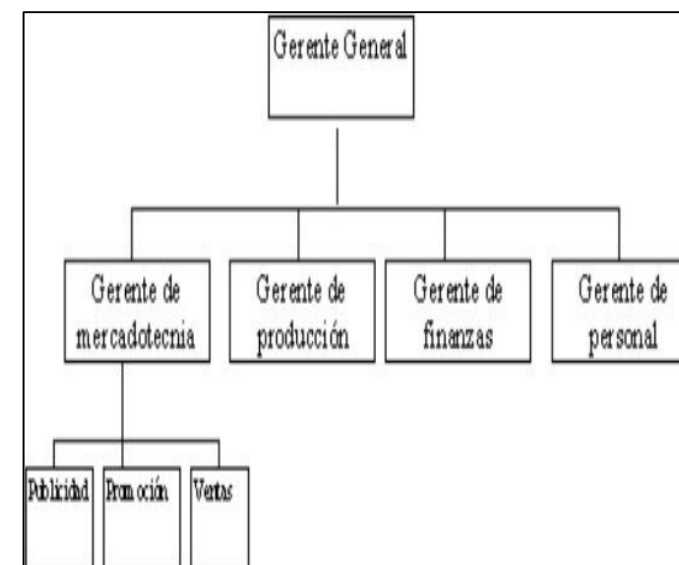 Gerente General
Gerente de
mercadotecnia
Gerente de
producción
Gerente de
finanzas
Gerente de
personal
Publicidad
Promoción
Ventas